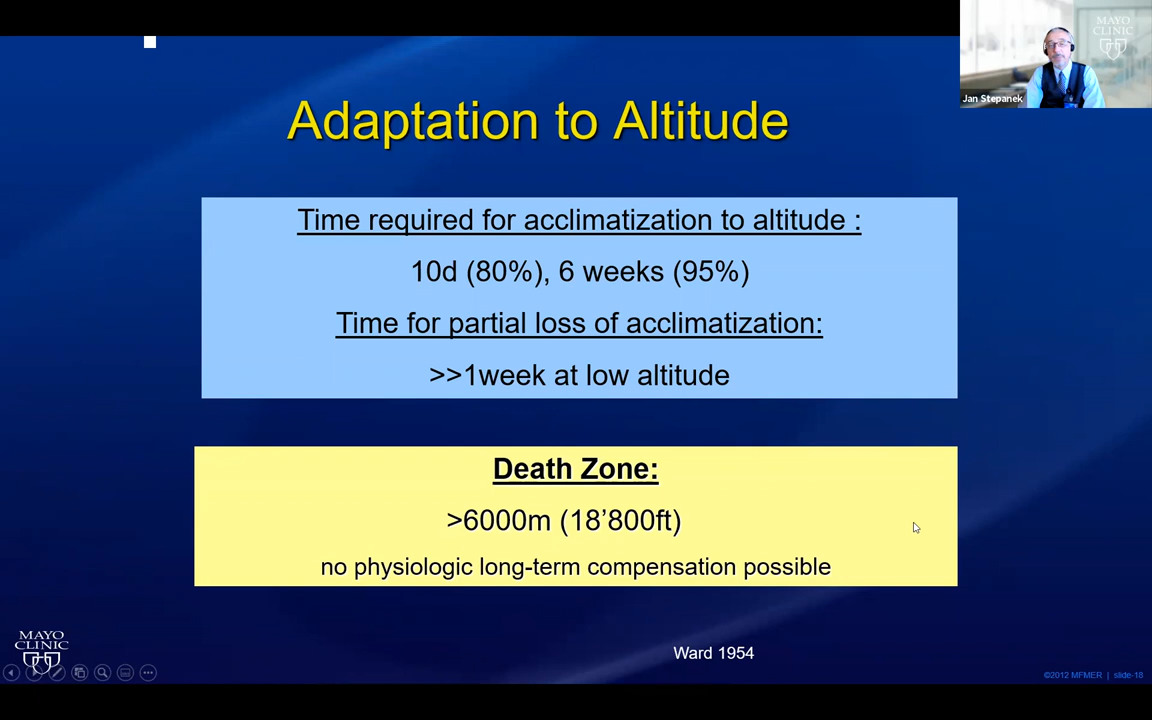 MAYO
CLINIC
Jan Stepanek
Adaptation to Altitude
Time required for acclimatization to altitude :
10d (80%), 6 weeks (95%)
Time for partial loss of acclimatization:
>>1week at low altitude
Death Zone:
>6000m (18’800ft)
no physiologic long-term compensation possible
MAYO
CLINIC
Ward 1954
©2012 MFMER | slide-18